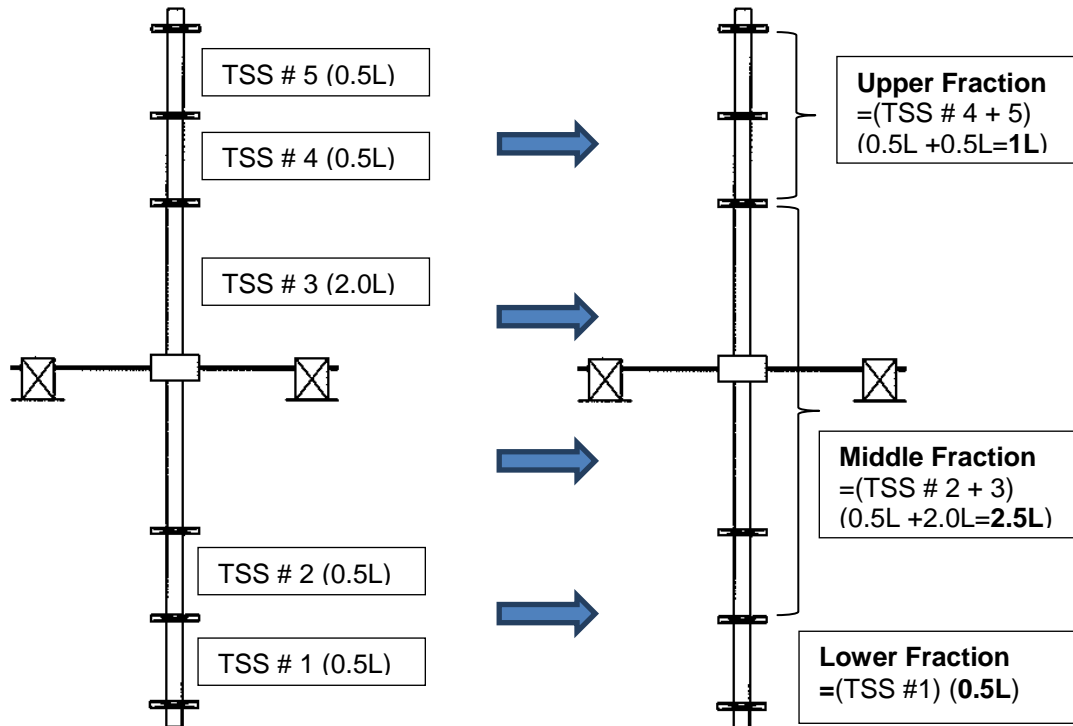 TSS # 5 (0.5L)
TSS # 4 (0.5L)
TSS # 3 (2.0L)
TSS # 2 (0.5L)
TSS # 1 (0.5L)
Upper Fraction
=(TSS # 4 + 5)
(0.5L +0.5L=1L)
Middle Fraction
=(TSS # 2 + 3)
(0.5L +2.0L=2.5L)
Lower Fraction
=(TSS #1) (0.5L)